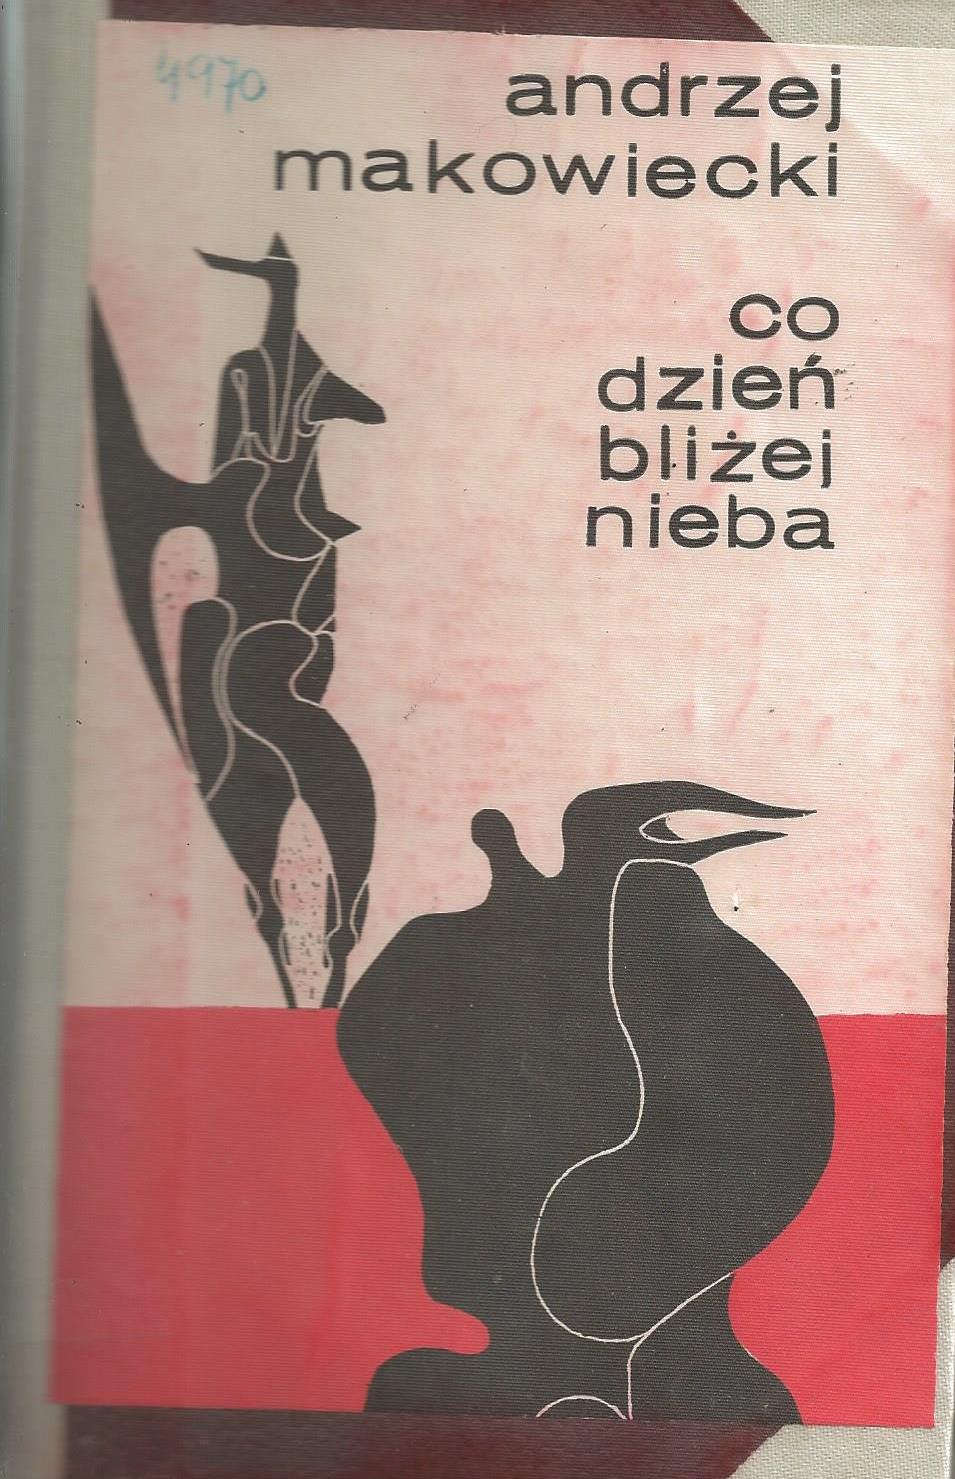 4970
andrzej
makowiecki
co
dzień
bliżej
nieba